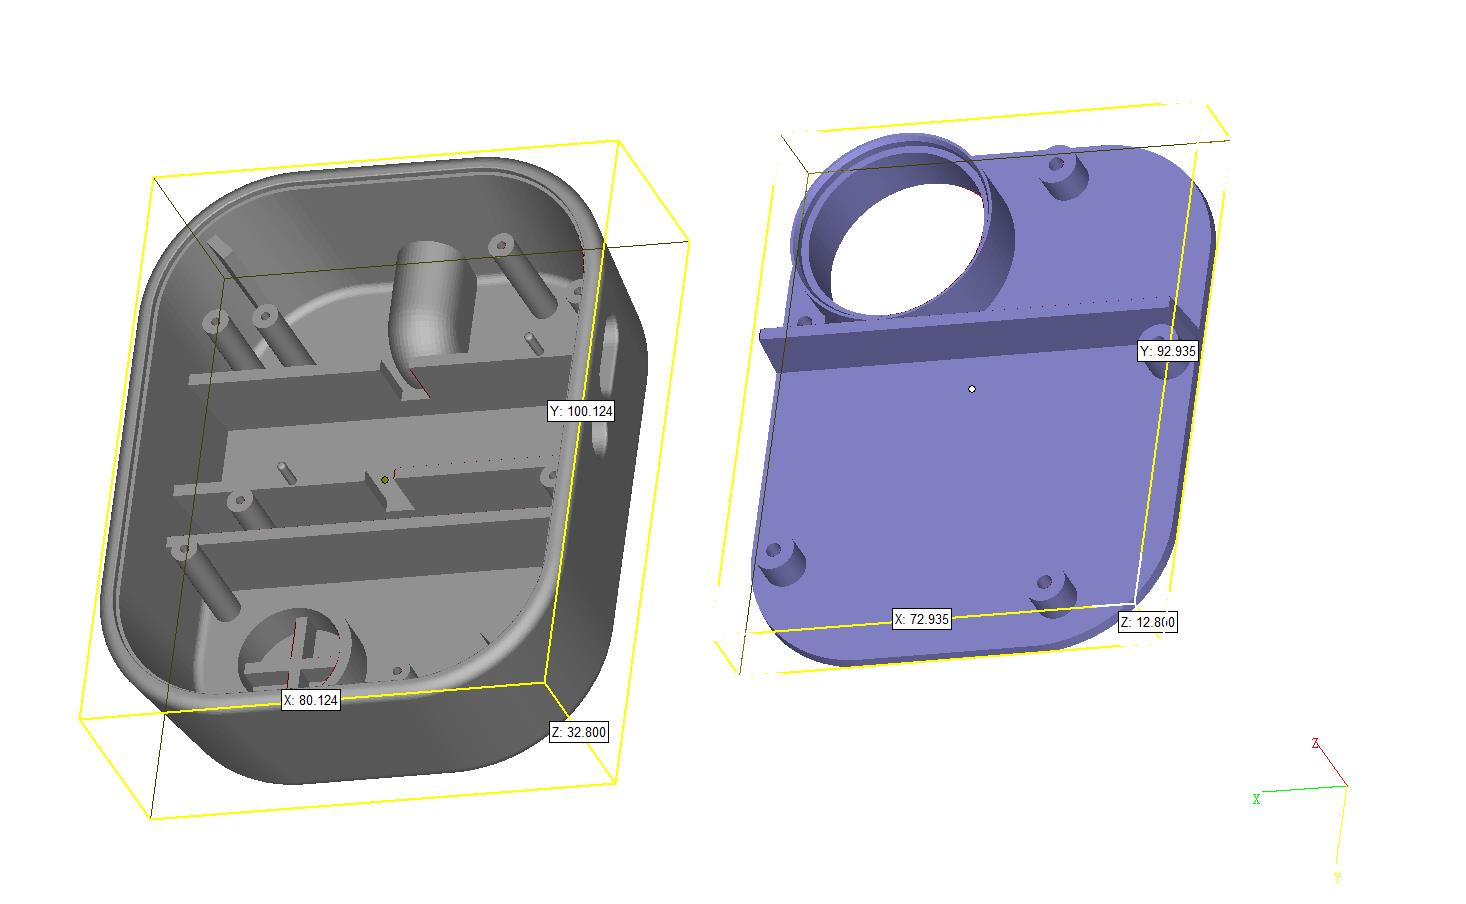 Y: 100.124
X: 80.124
Z: 32.800
Y: 92.935
X: 72.935
Z: 12.800
Z
X
Y